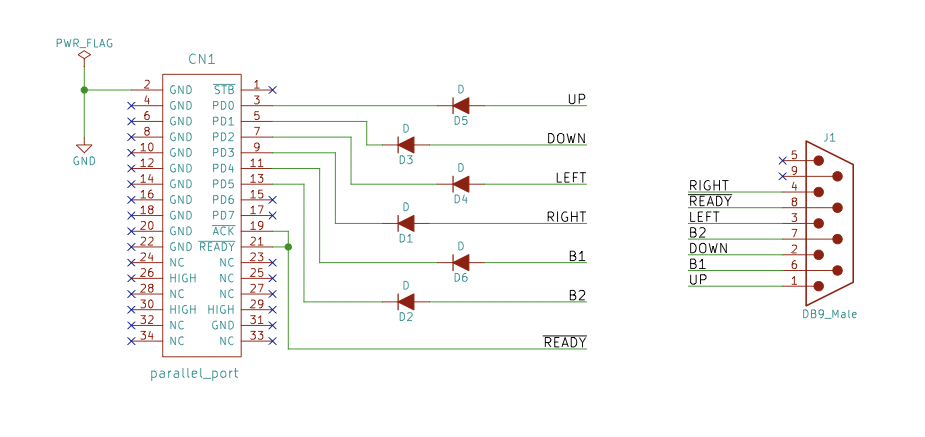 PWR_FLAG
GND
CN1
2 GND STB 1
4 GND PD0 3
6 GND PD1 5
8 GND PD2 7
10 GND PD3 9
12 GND PD4 11
14 GND PD5 13
16 GND PD6 15
18 GND PD7 17
20 GND ACK 19
22 GND READY 21
24 NC NC 23
26 HIGH NC 25
28 NC NC 27
30 HIGH HIGH 29
32 NC GND 31
34 NC NC 33
parallel_port
D
D5
UP
D
D3
DOWN
D
D4
LEFT
D
D1
RIGHT
D
D6
B1
D
D2
B2
READY
J1
5
9
RIGHT 4
READY 8
LEFT 3
B2 7
DOWN 2
B1 6
UP 1
DB9_Male